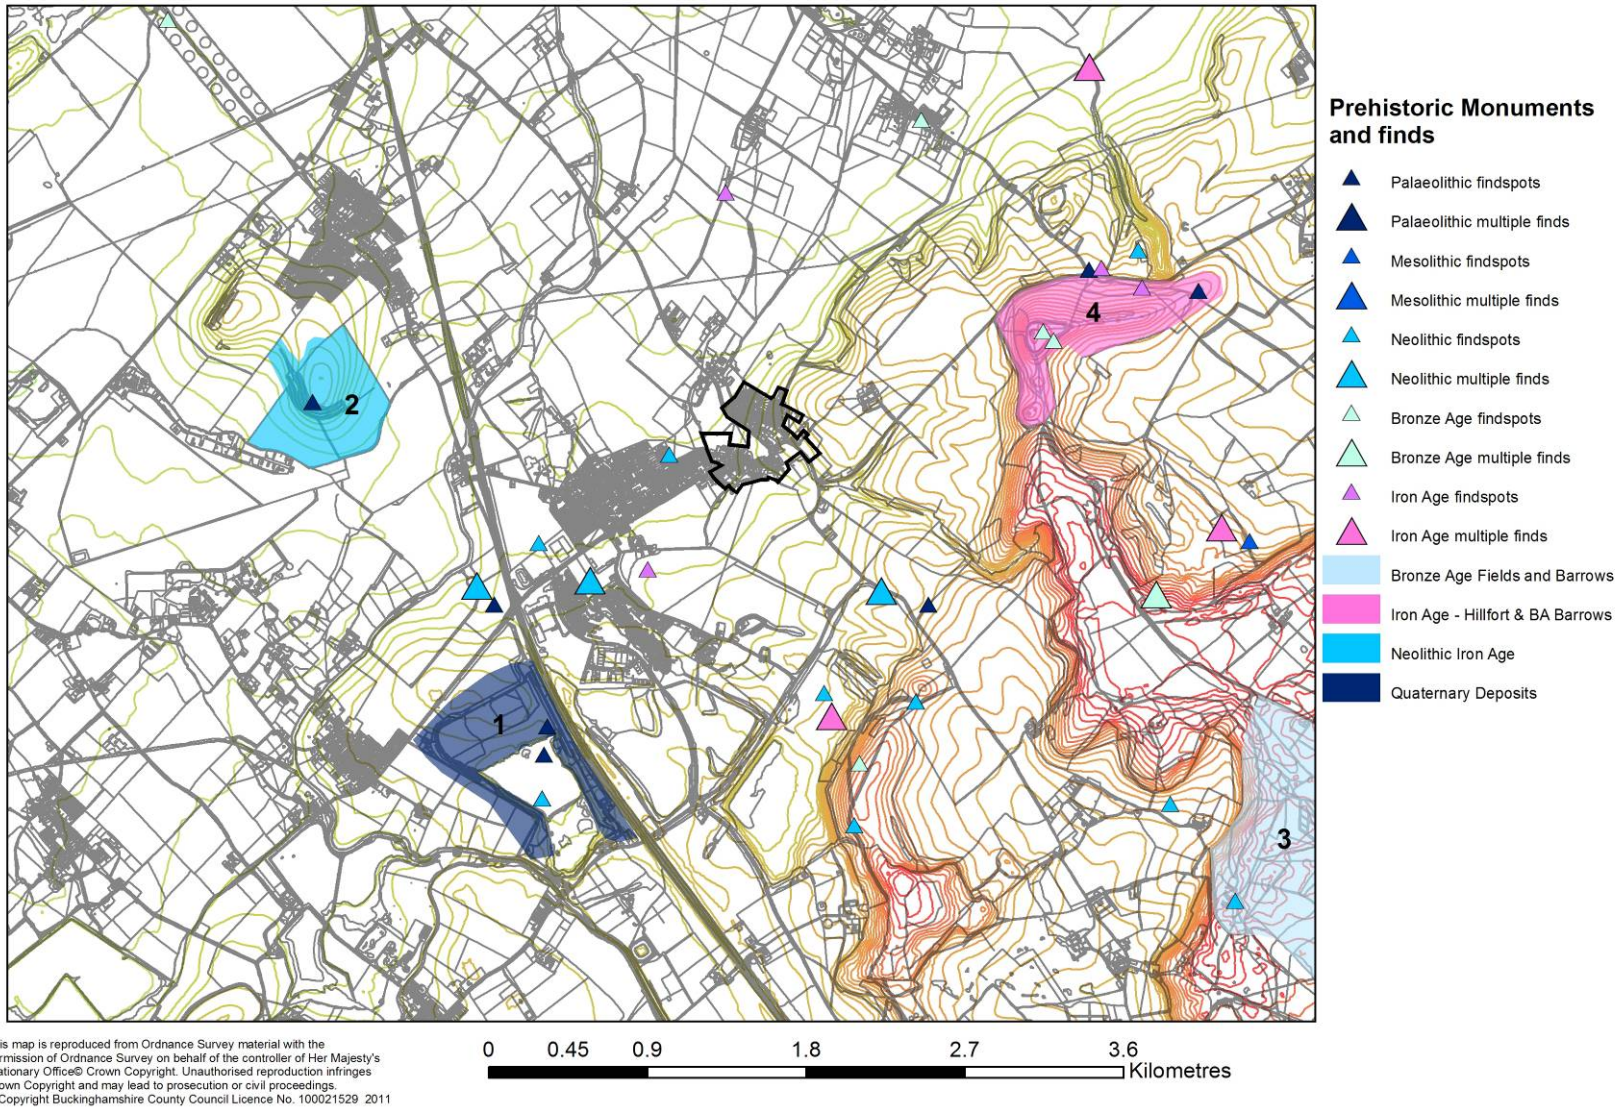 2
4
1
3
Prehistoric Monuments
and finds
Palaeolithic findspots
Palaeolithic multiple finds
Mesolithic findspots
Mesolithic multiple finds
Neolithic findspots
Neolithic multiple finds
Bronze Age findspots
Bronze Age multiple finds
Iron Age findspots
Iron Age multiple finds
Bronze Age Fields and Barrows
Iron Age - Hillfort & BA Barrows
Neolithic Iron Age
Quaternary Deposits
is map is reproduced from Ordnance Survey material with the
rmission of Ordnance Survey on behalf of the controller of Her Majesty's
ationary Office© Crown Copyright. Unauthorised reproduction infringes
own Copyright and may lead to prosecution or civil proceedings.
Copyright Buckinghamshire County Council Licence No. 100021529 2011
0 0.45 0.9 1.8 2.7 3.6
Kilometres